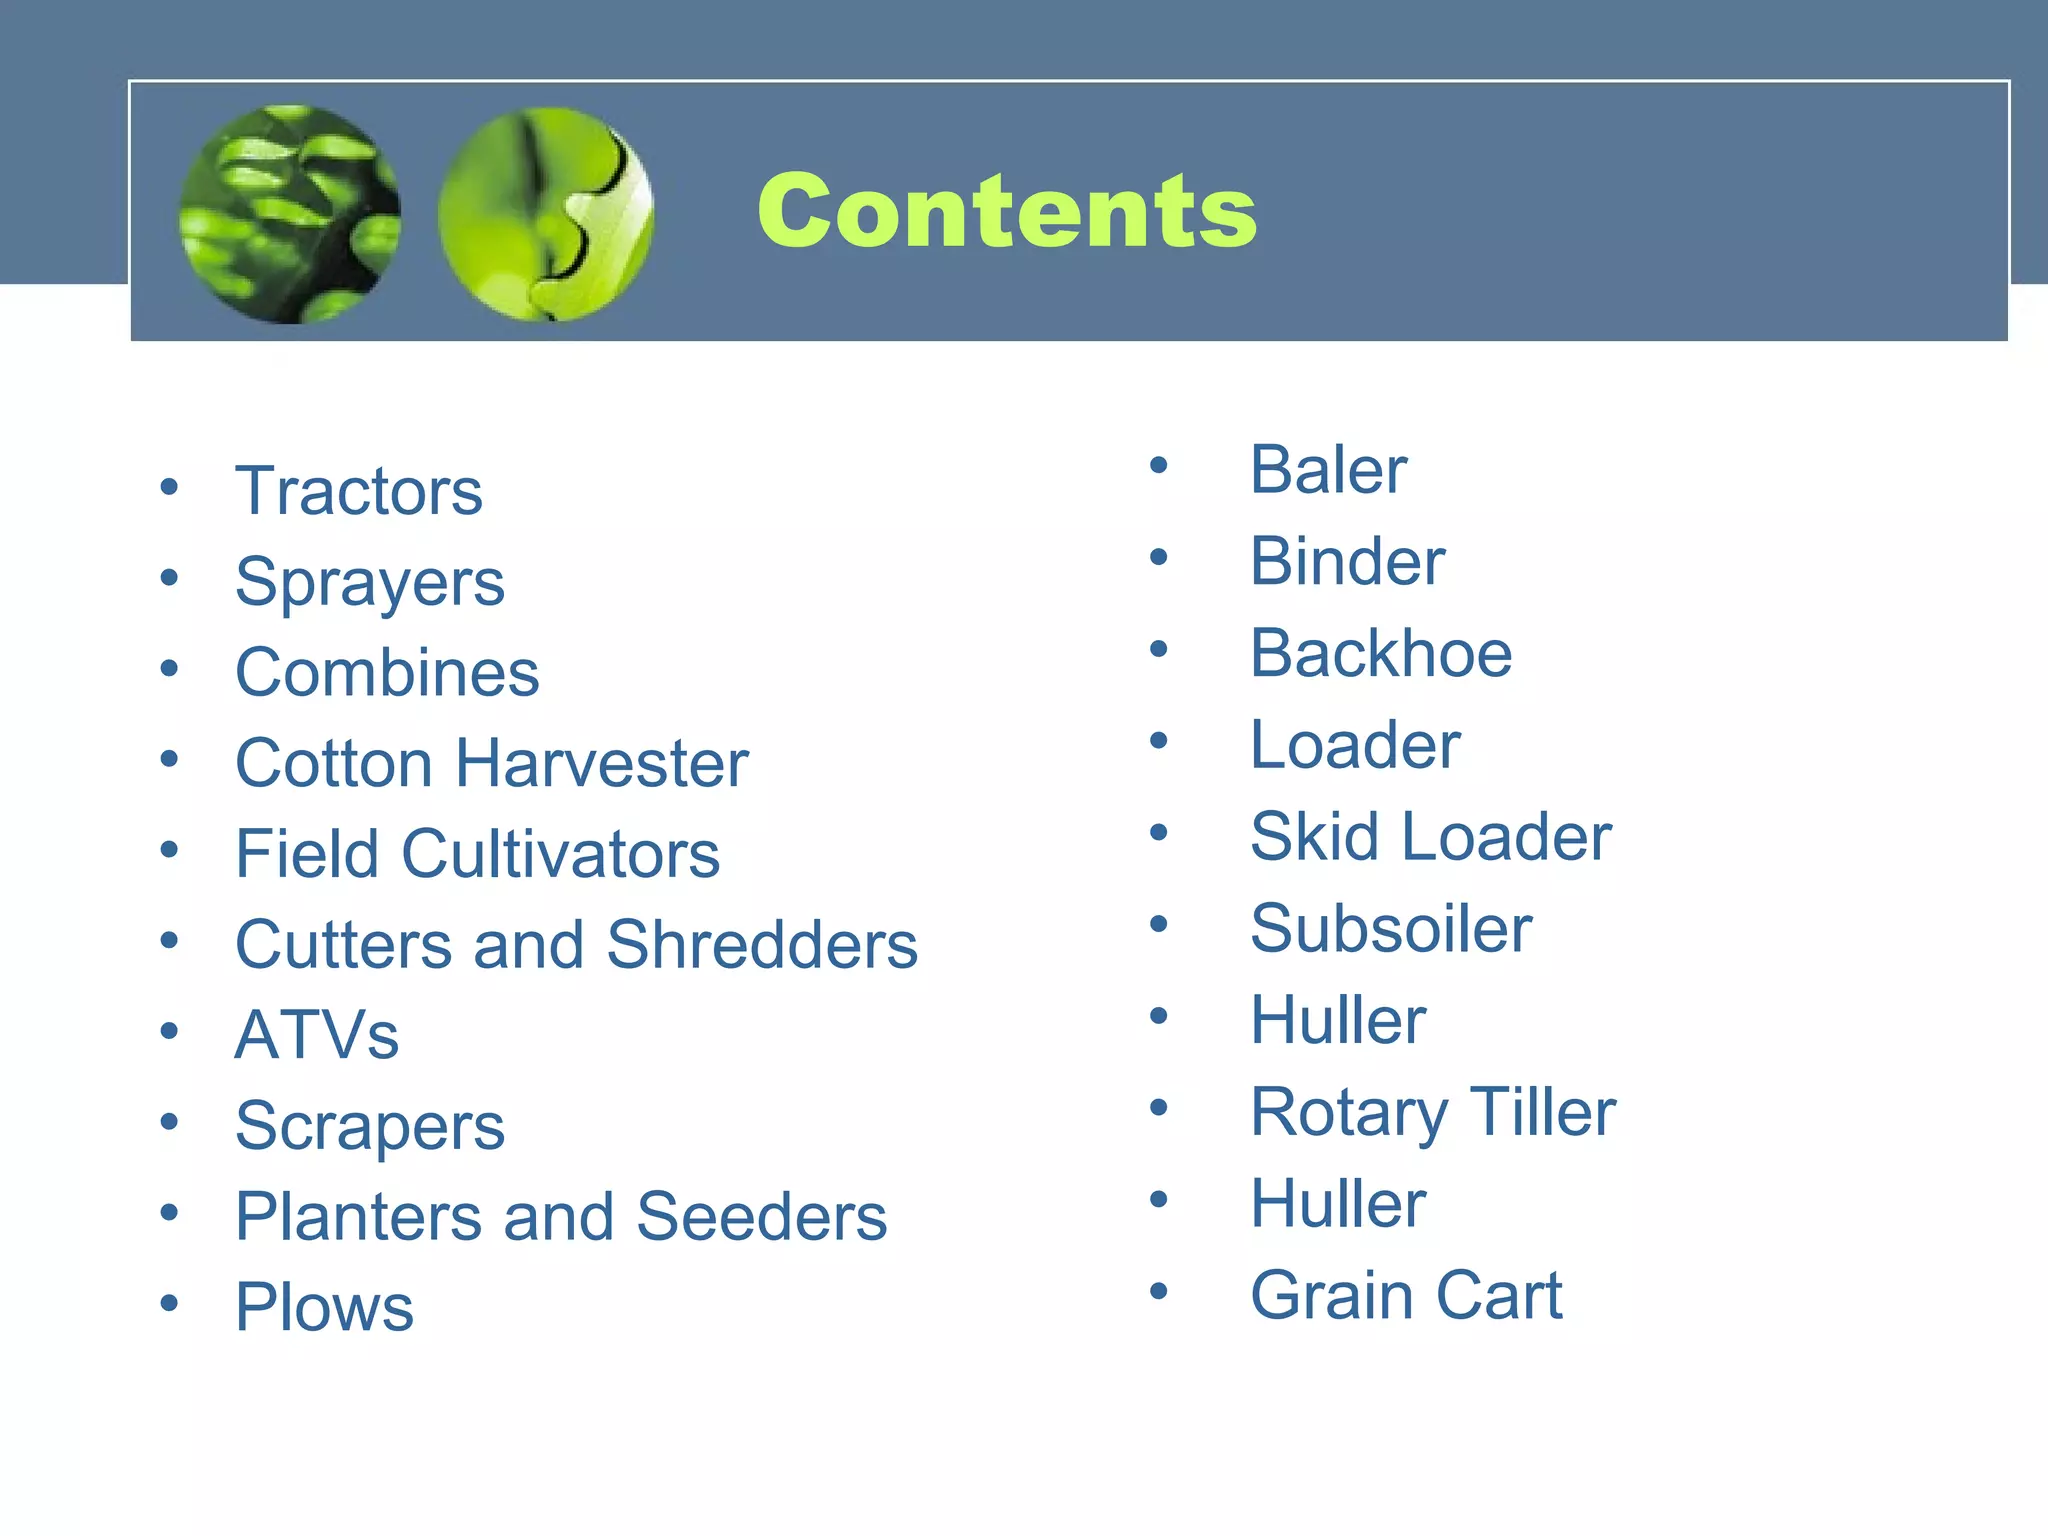 Contents
• Tractors
• Sprayers
• Combines
• Cotton Harvester
• Field Cultivators
• Cutters and Shredders
• ATVs
• Scrapers
• Planters and Seeders
• Plows
• Baler
• Binder
• Backhoe
• Loader
• Skid Loader
• Subsoiler
• Huller
• Rotary Tiller
• Huller
• Grain Cart